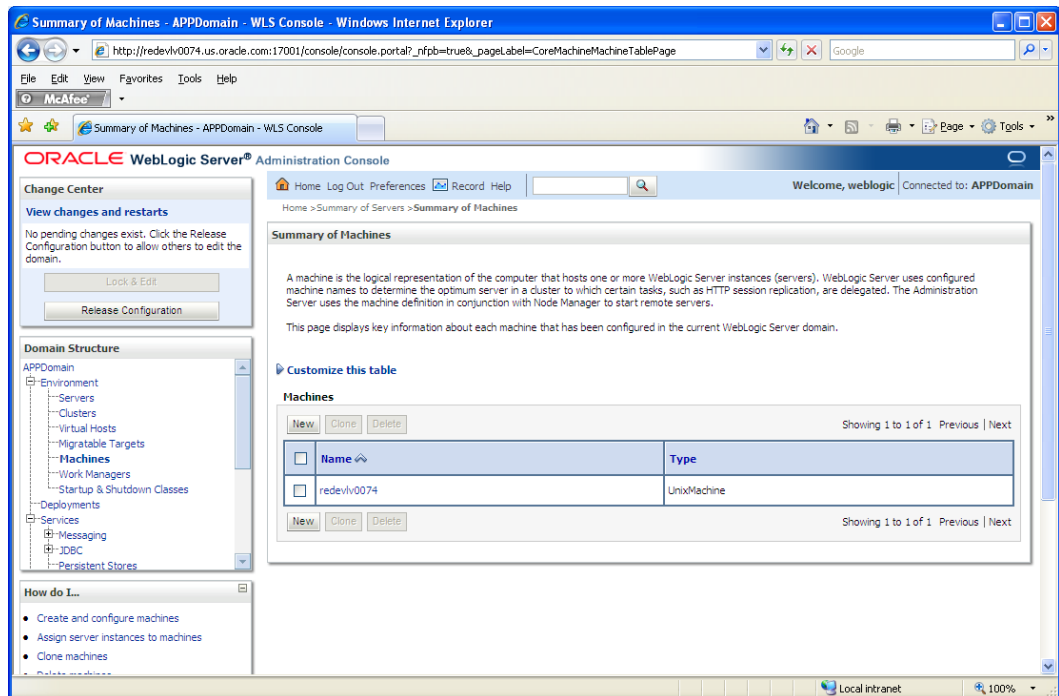 Summary of Machines - APPDomain - WLS Console - Windows Internet Explorer
http://redevlv0074.us.oracle.com:17001/console/console.portal?_nfpb=true&_pageLabel=CoreMachineMachineTablePage
Google
File Edit View Favorites Tools Help
McAfee
Summary of Machines - APPDomain - WLS Console
Page Tools
ORACLE WebLogic Server® Administration Console
Change Center
View changes and restarts
No pending changes exist. Click the Release
Configuration button to allow others to edit the
domain.
Lock & Edit
Release Configuration
Domain Structure
APPDomain
Environment
Servers
Clusters
Virtual Hosts
Migratable Targets
Machines
Work Managers
Startup & Shutdown Classes
Deployments
Services
Messaging
JDBC
Persistent Stores
How do I...
Create and configure machines
Assign server instances to machines
Clone machines
Delete machines
Home Log Out Preferences Record Help
Welcome, weblogic Connected to: APPDomain
Home >Summary of Servers >Summary of Machines
Summary of Machines
A machine is the logical representation of the computer that hosts one or more WebLogic Server instances (servers). WebLogic Server uses configured
machine names to determine the optimum server in a cluster to which certain tasks, such as HTTP session replication, are delegated. The Administration
Server uses the machine definition in conjunction with Node Manager to start remote servers.
This page displays key information about each machine that has been configured in the current WebLogic Server domain.
Customize this table
Machines
New Clone Delete Showing 1 to 1 of 1 Previous | Next
Name Type
redevlv0074 UnixMachine
New Clone Delete Showing 1 to 1 of 1 Previous | Next
Local intranet 100%